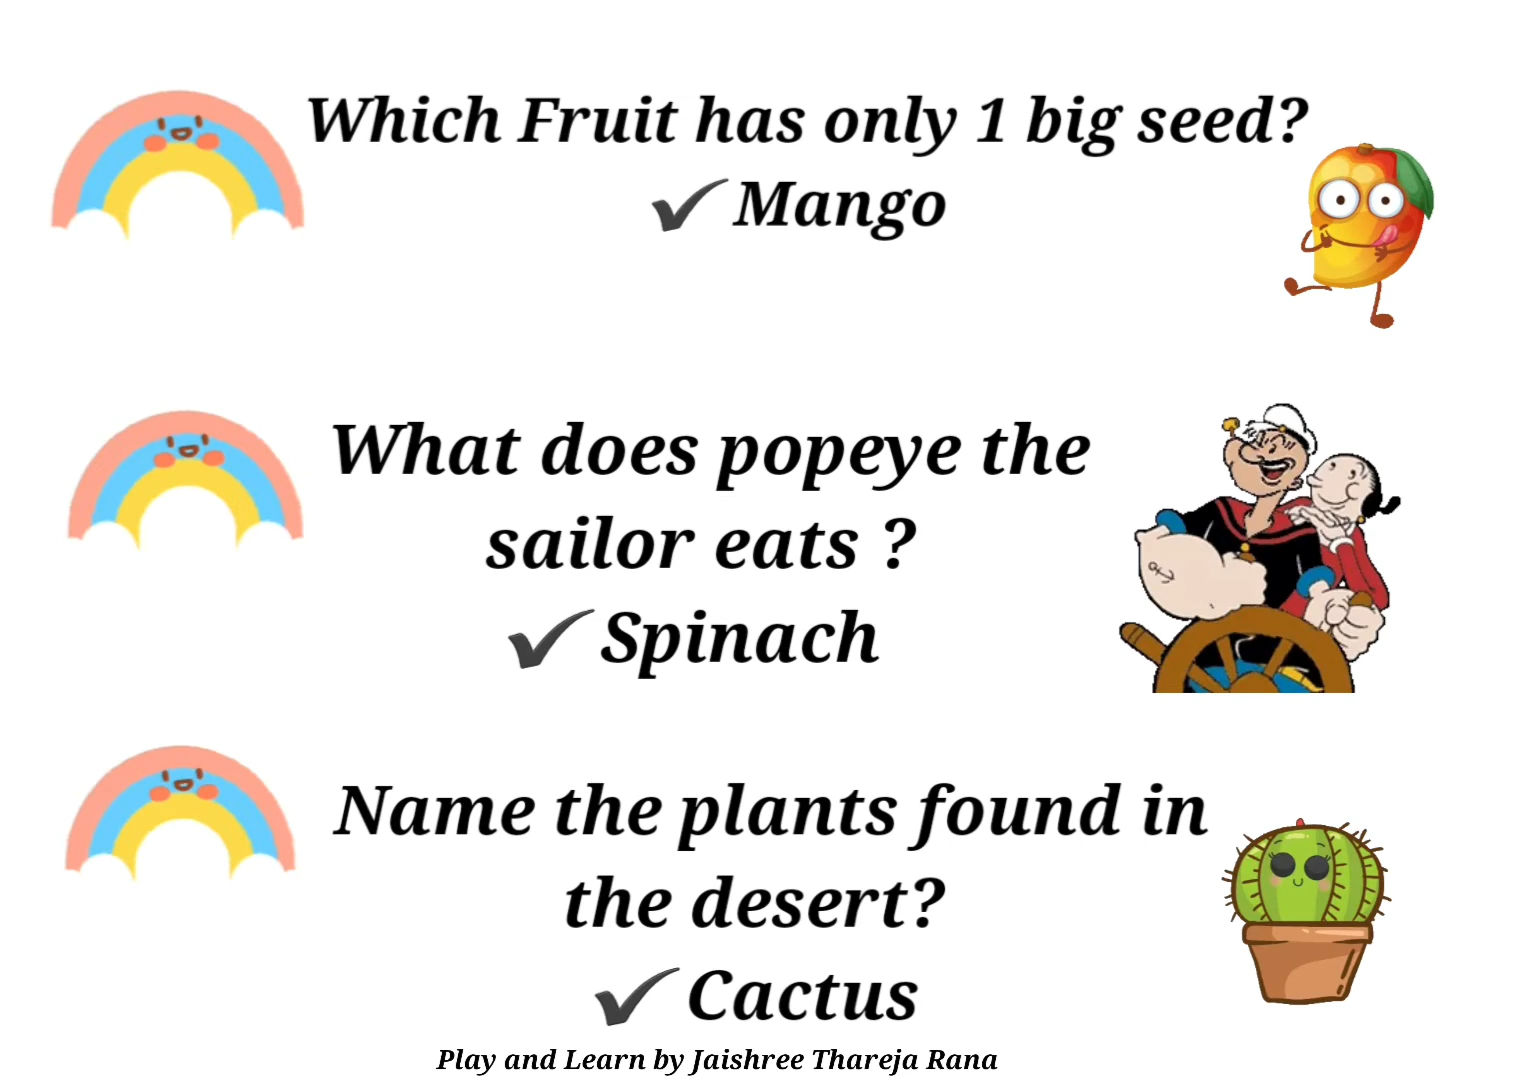 Which Fruit has only 1 big seed?
✔Mango
What does popeye the
sailor eats ?
✔Spinach
Name the plants found in
the desert?
✔Cactus
Play and Learn by Jaishree Thareja Rana